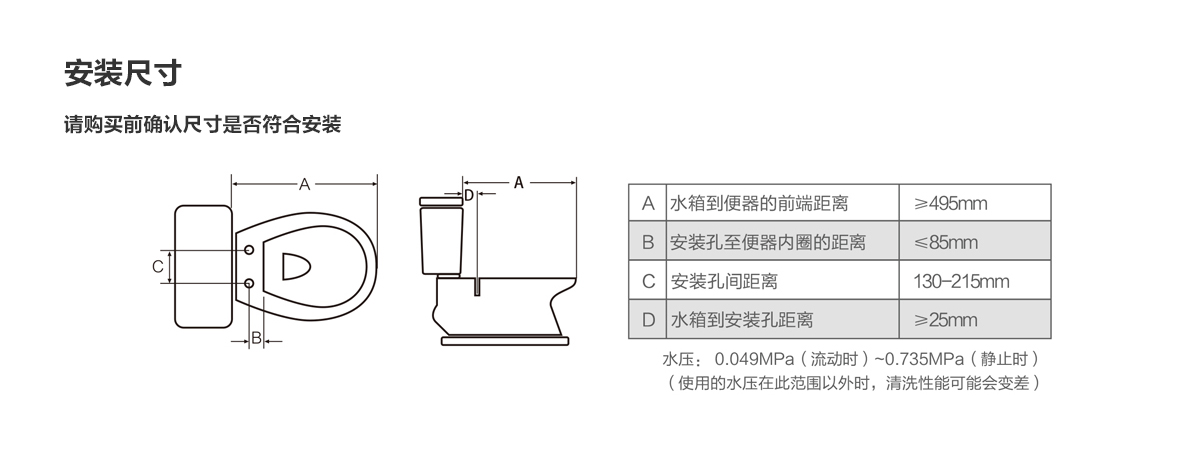 安装尺寸
请购买前确认尺寸是否符合安装
A
C
B
A
D
A 水箱到便器的前端距离 ≥495mm
B 安装孔至便器内圈的距离 ≤85mm
C 安装孔间距离 130-215mm
D 水箱到安装孔距离 ≥25mm
水压： 0.049MPa（流动时）~0.735MPa（静止时）
（使用的水压在此范围以外时，清洗性能可能会变差）